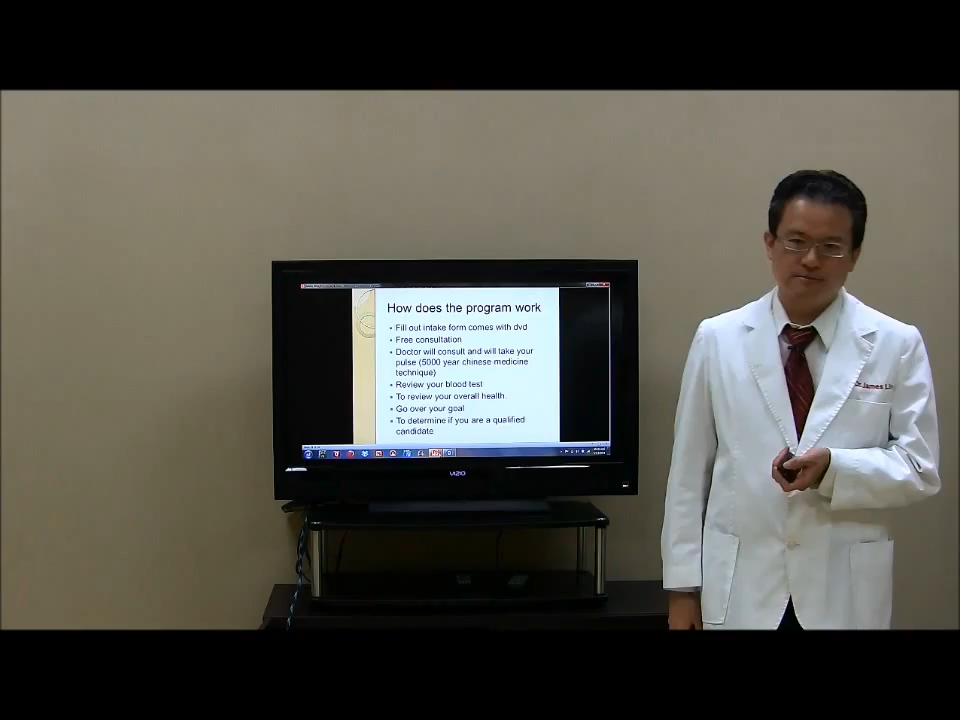 How does the program work
• Fill out intake form comes with dvd
• Free consultation
• Doctor will consult and will take your
pulse (5000 year chinese medicine
technique)
• Review your blood test
• To review your overall health.
• Go over your goal
• To determine if you are a qualified
candidate
VIZIO
Dr. James